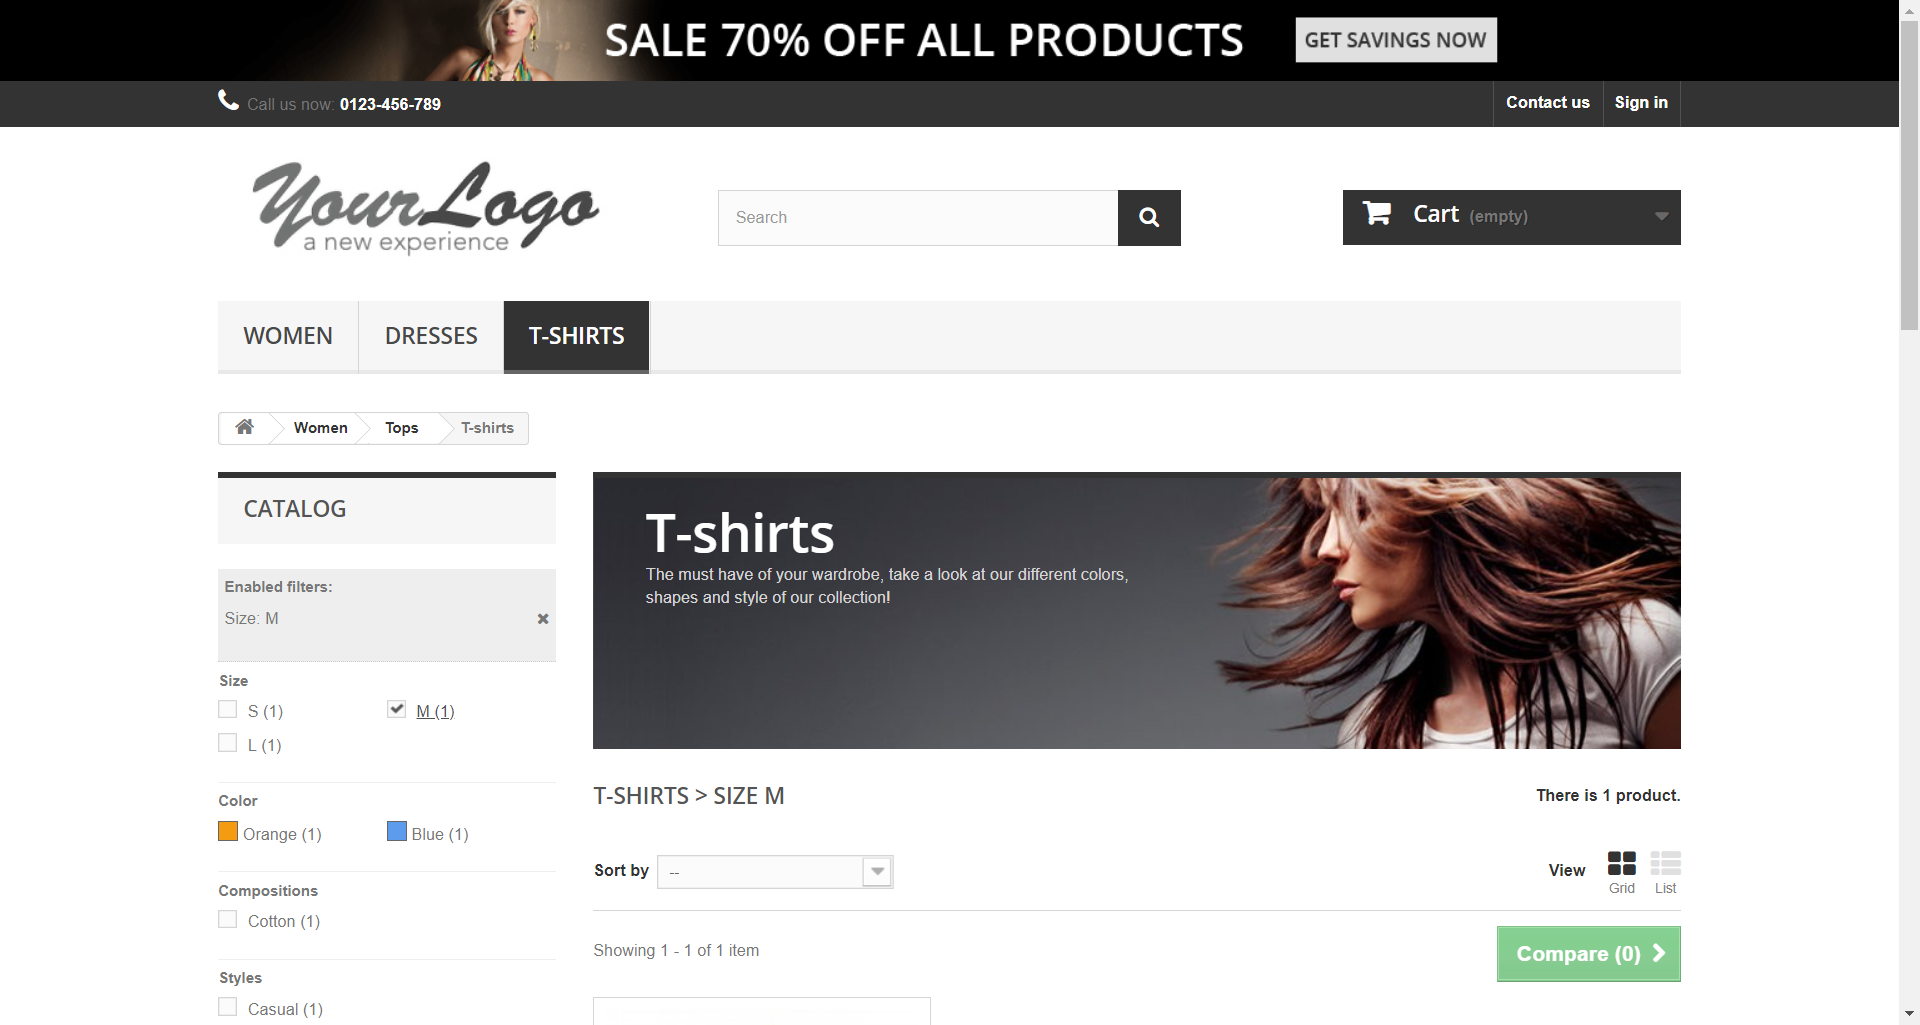 SALE 70% OFF ALL PRODUCTS
GET SAVINGS NOW
Call us now: 0123-456-789
Contact us
Sign in
YourLogo
a new experience
Search
Cart (empty)
WOMEN
DRESSES
T-SHIRTS
Women
Tops
T-shirts
CATALOG
Enabled filters:
Size: M
Size
S (1)
M (1)
L (1)
Color
Orange (1)
Blue (1)
Compositions
Cotton (1)
Styles
Casual (1)
T-shirts
The must have of your wardrobe, take a look at our different colors,
shapes and style of our collection!
T-SHIRTS > SIZE M
There is 1 product.
Sort by
--
View
Grid
List
Showing 1 - 1 of 1 item
Compare (0)